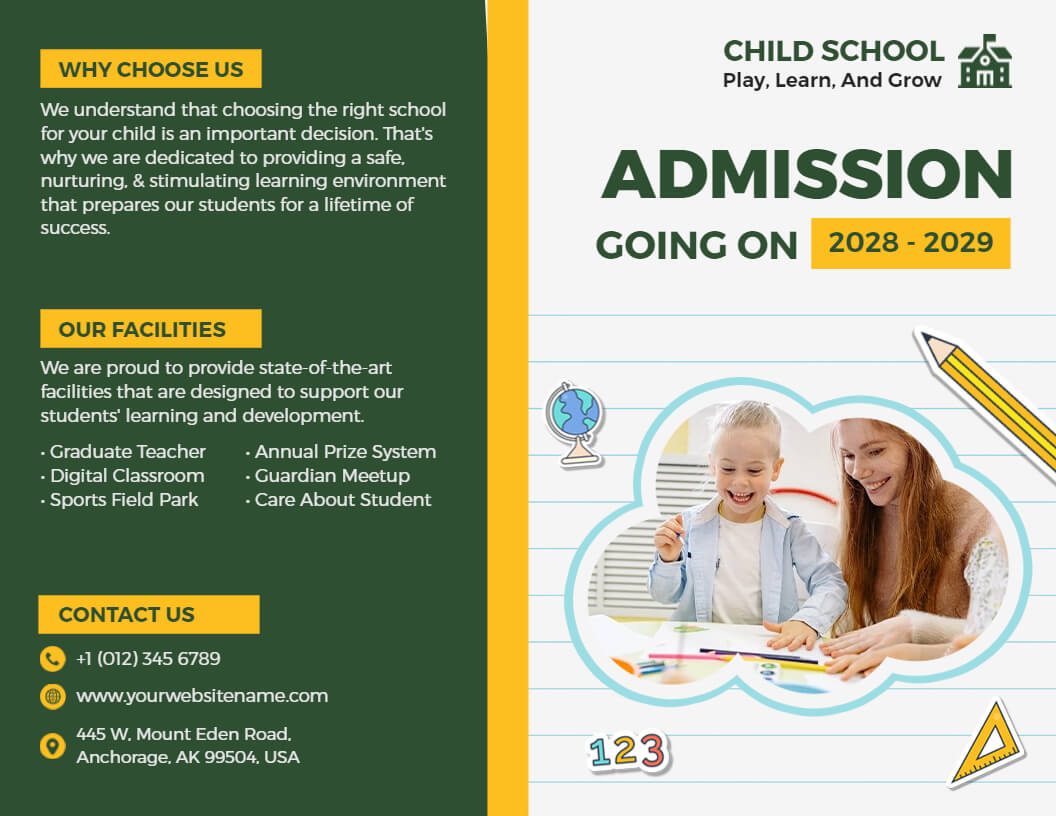 WHY CHOOSE US
We understand that choosing the right school
for your child is an important decision. That's
why we are dedicated to providing a safe,
nurturing, & stimulating learning environment
that prepares our students for a lifetime of
success.
OUR FACILITIES
We are proud to provide state-of-the-art
facilities that are designed to support our
students' learning and development.
• Graduate Teacher
• Digital Classroom
• Sports Field Park
• Annual Prize System
• Guardian Meetup
• Care About Student
CONTACT US
+1 (012) 345 6789
www.yourwebsitename.com
445 W, Mount Eden Road,
Anchorage, AK 99504, USA
CHILD SCHOOL
Play, Learn, And Grow
ADMISSION
GOING ON 2028 - 2029
123